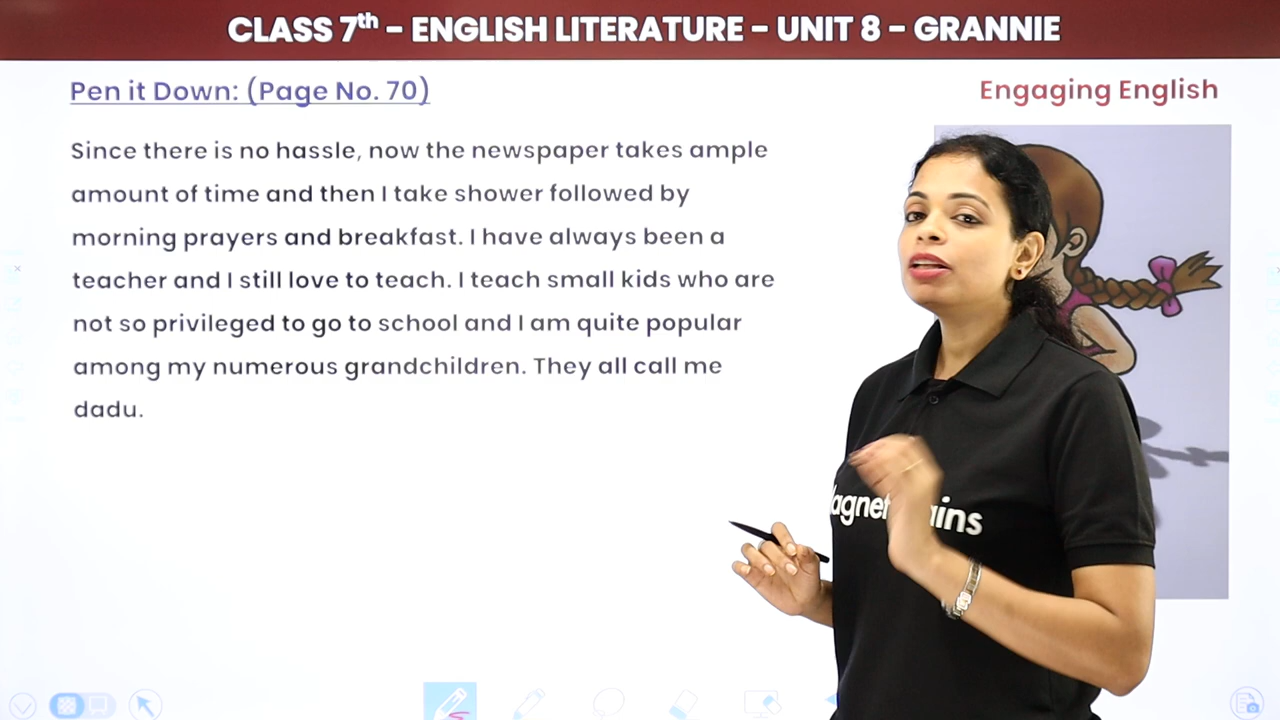 CLASS 7th - ENGLISH LITERATURE - UNIT 8 - GRANNIE
Pen it Down: (Page No. 70)
Engaging English
Since there is no hassle, now the newspaper takes ample
amount of time and then I take shower followed by
morning prayers and breakfast. I have always been a
teacher and I still love to teach. I teach small kids who are
not so privileged to go to school and I am quite popular
among my numerous grandchildren. They all call me
dadu.